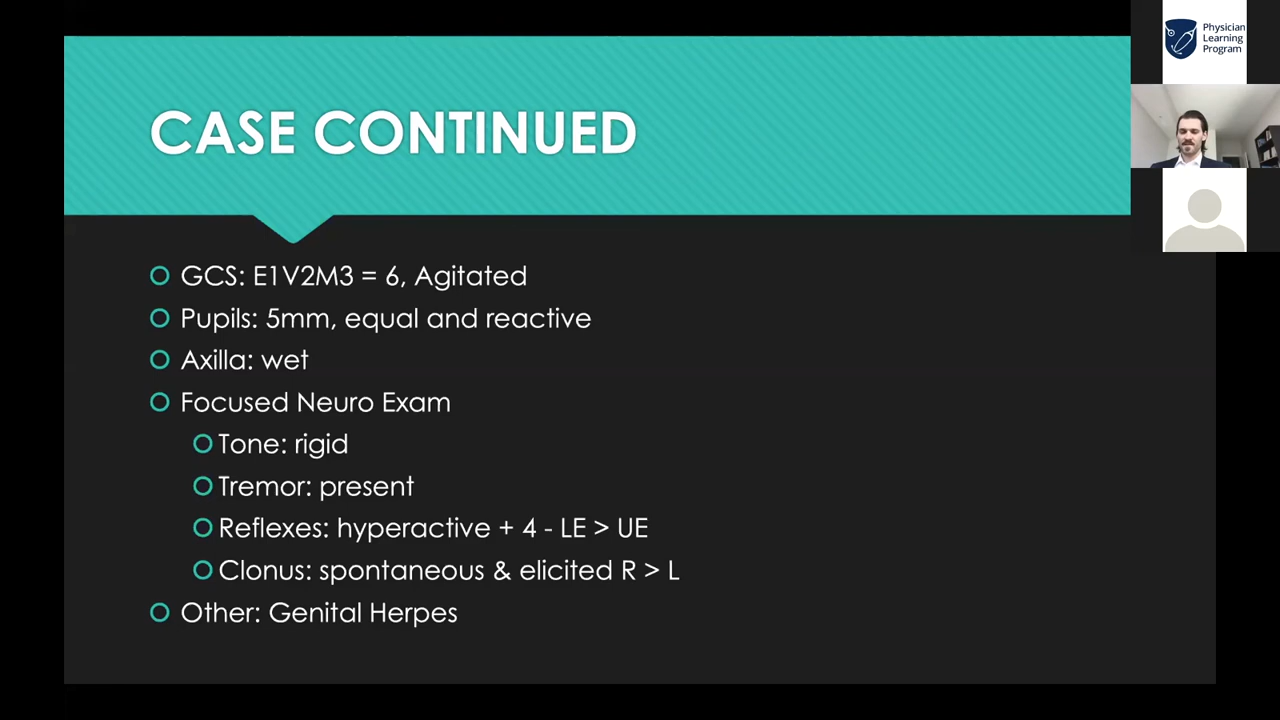 Physician
Learning
Program
CASE CONTINUED
GCS: E1V2M3 = 6, Agitated
Pupils: 5mm, equal and reactive
Axilla: wet
Focused Neuro Exam
Tone: rigid
Tremor: present
Reflexes: hyperactive + 4 - LE > UE
Clonus: spontaneous & elicited R > L
Other: Genital Herpes